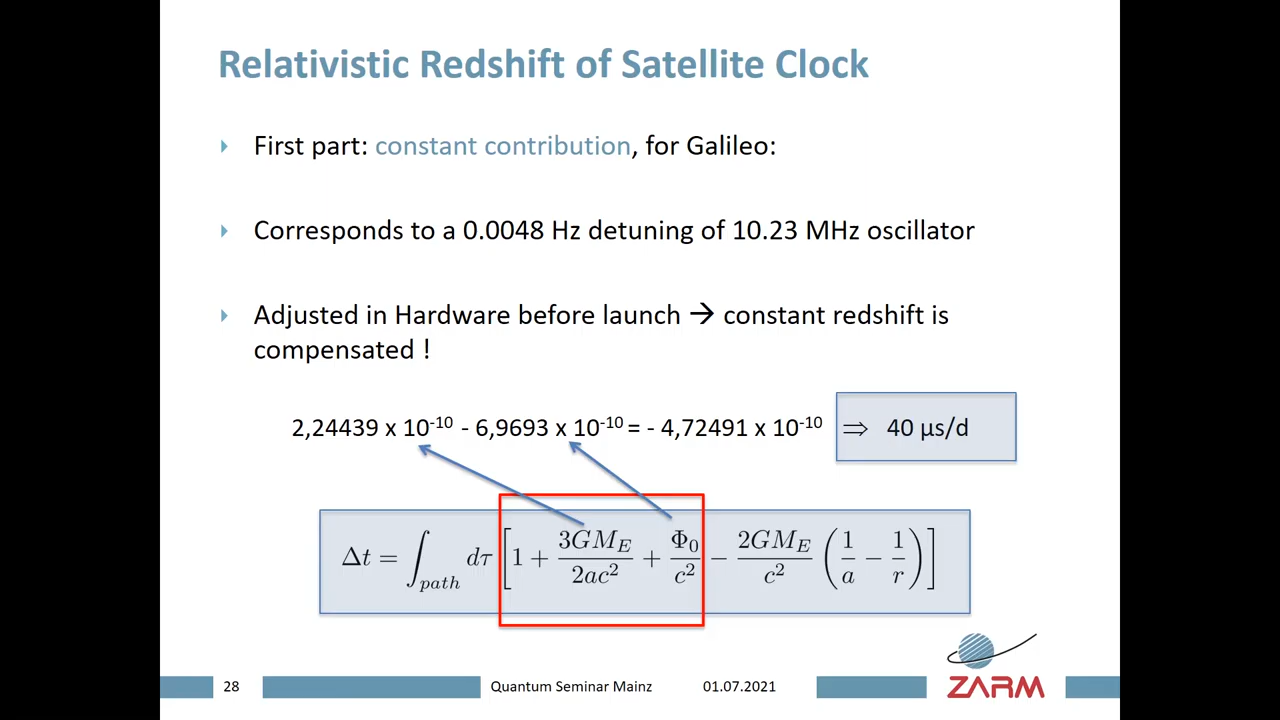 Relativistic Redshift of Satellite Clock
First part: constant contribution, for Galileo:
Corresponds to a 0.0048 Hz detuning of 10.23 MHz oscillator
Adjusted in Hardware before launch → constant redshift is
compensated !
2,24439 x 10⁻¹⁰ - 6,9693 x 10⁻¹⁰ = - 4,72491 x 10⁻¹⁰ ⇒ 40 µs/d
Δt = ∫_path dτ [1 + 3GM_E/2ac² + Φ₀/c² − 2GM_E/c² (1/a − 1/r)]
ZARM
28 Quantum Seminar Mainz 01.07.2021